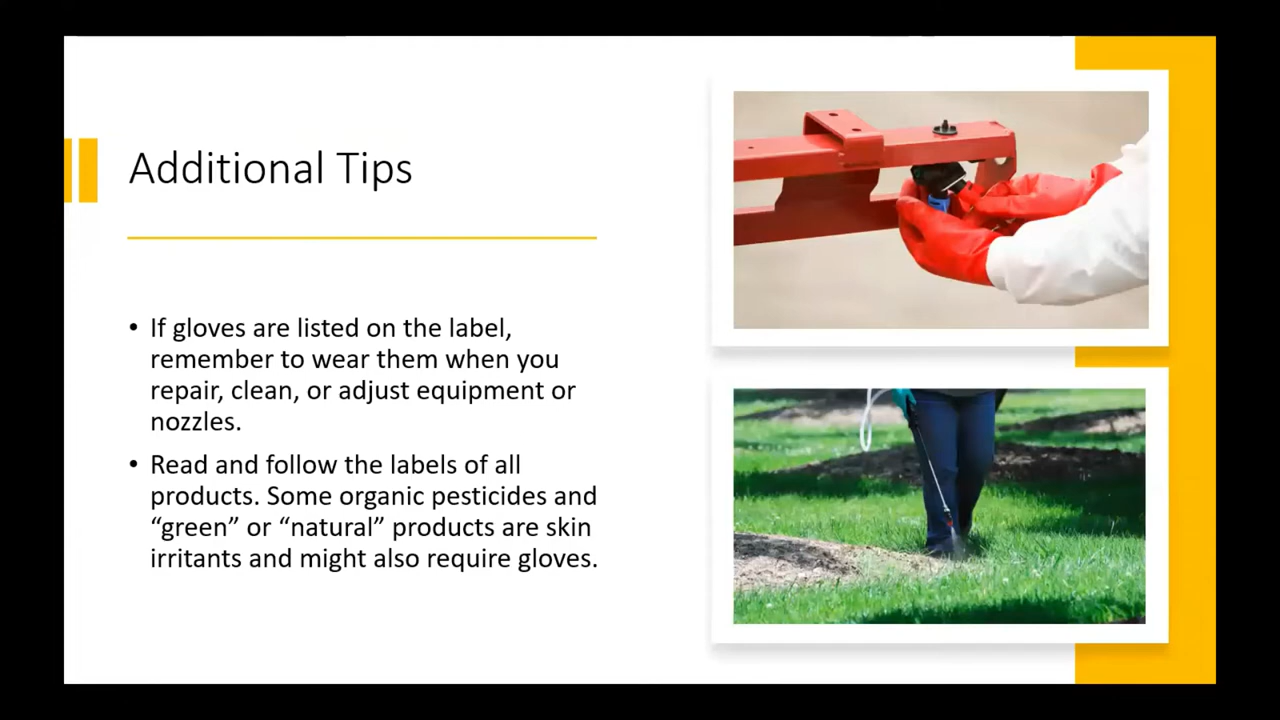 Additional Tips
• If gloves are listed on the label,
remember to wear them when you
repair, clean, or adjust equipment or
nozzles.
• Read and follow the labels of all
products. Some organic pesticides and
“green” or “natural” products are skin
irritants and might also require gloves.